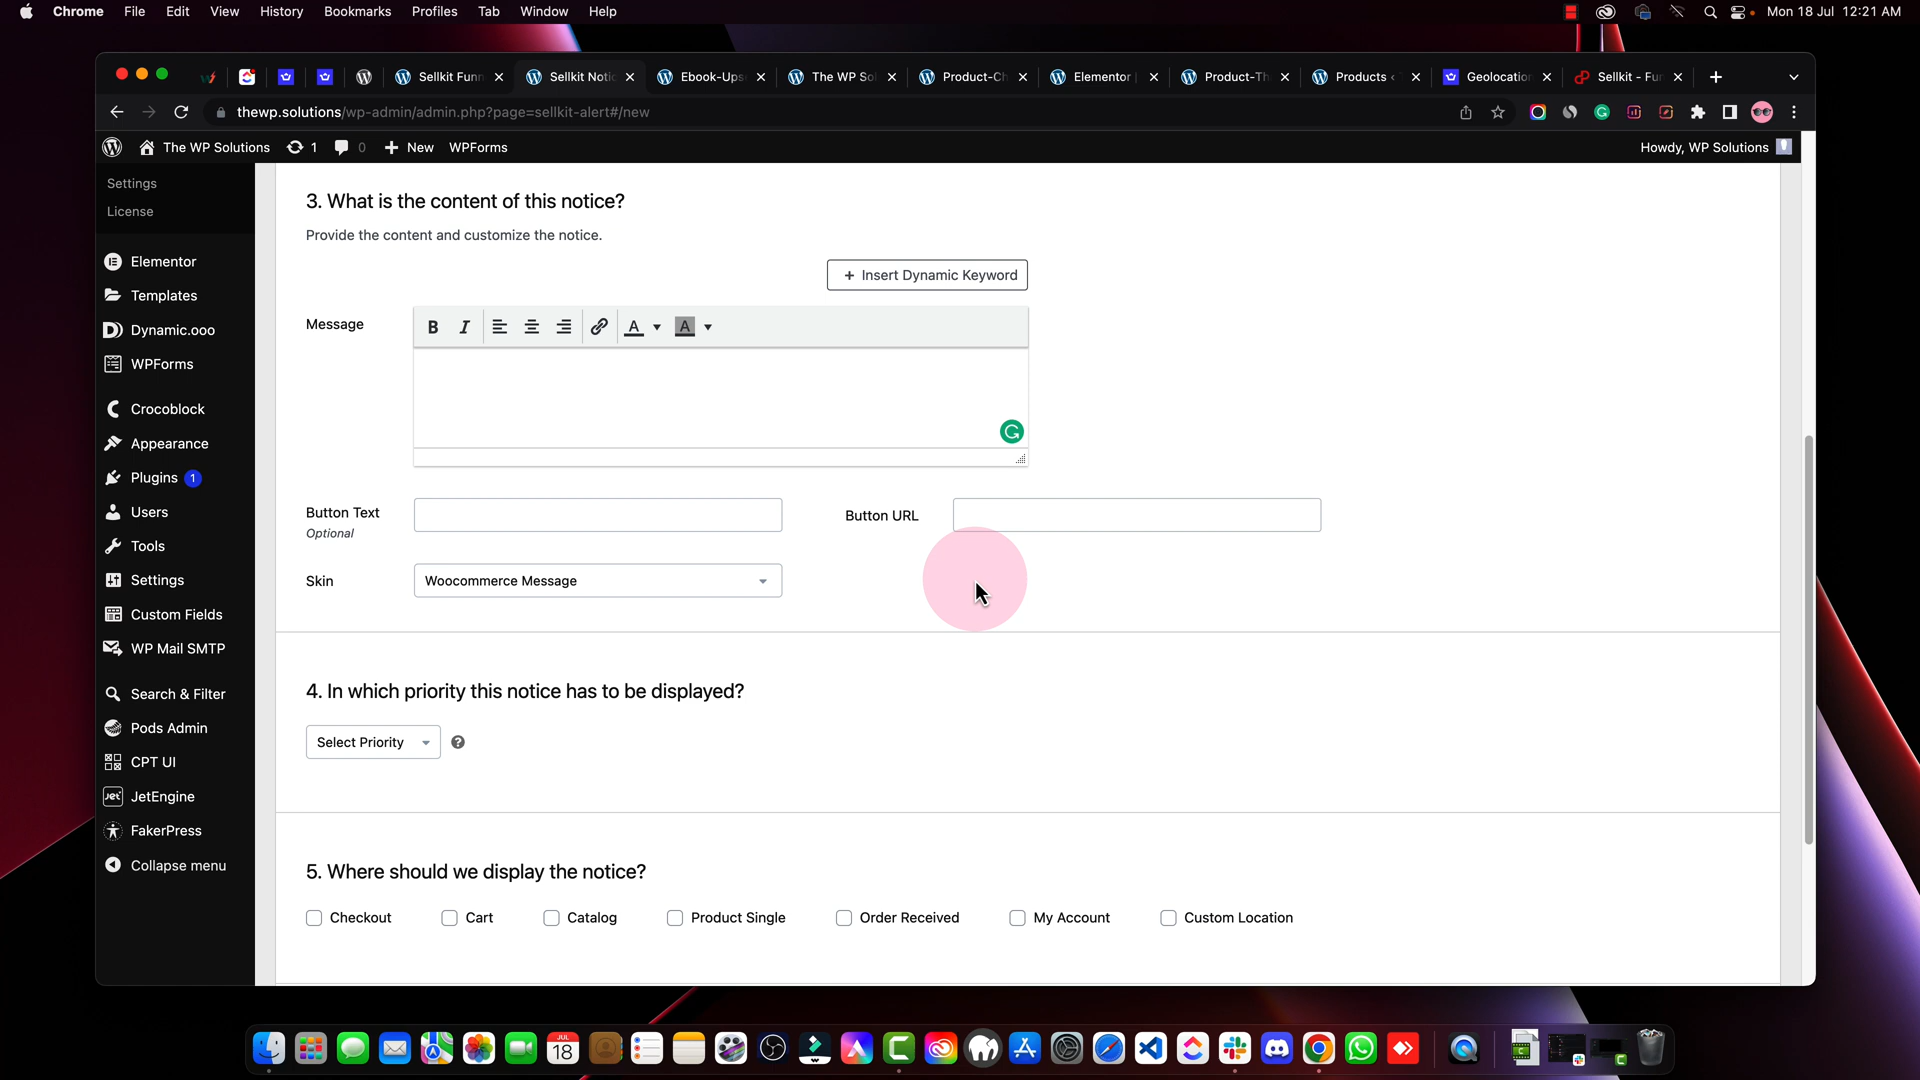 Chrome File Edit View History Bookmarks Profiles Tab Window Help Mon 18 Jul 12:21 AM
Sellkit Funn Sellkit Notic Ebook-Ups The WP So Product-Ch Elementor Product-Th Products ‹ Geolocation Sellkit - Fu
thewp.solutions/wp-admin/admin.php?page=sellkit-alert#/new
The WP Solutions 1 0 New WPForms Howdy, WP Solutions
Settings
License
Elementor
Templates
Dynamic.ooo
WPForms
Crocoblock
Appearance
Plugins 1
Users
Tools
Settings
Custom Fields
WP Mail SMTP
Search & Filter
Pods Admin
CPT UI
JetEngine
FakerPress
Collapse menu
3. What is the content of this notice?
Provide the content and customize the notice.
+ Insert Dynamic Keyword
Message
B I A A
Button Text
Optional
Button URL
Skin
Woocommerce Message
4. In which priority this notice has to be displayed?
Select Priority
5. Where should we display the notice?
Checkout Cart Catalog Product Single Order Received My Account Custom Location
JUL
18